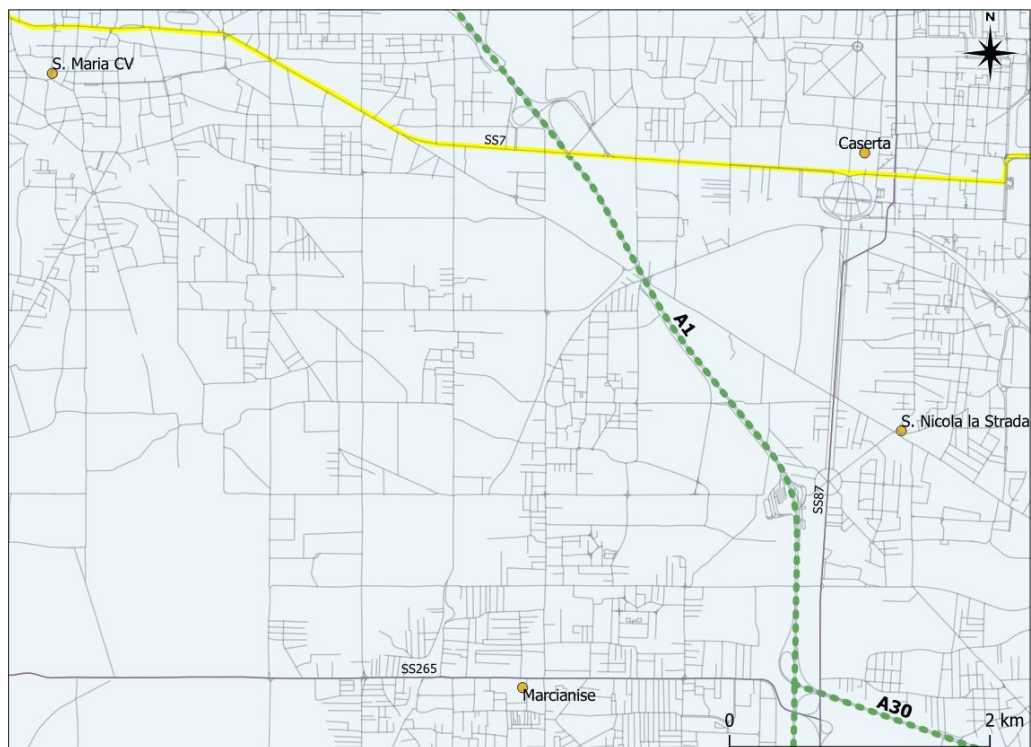 N
S. Maria CV
SS7
Caserta
A1
S. Nicola la Strada
SS87
SS265
Marcianise
A30
0
2 km